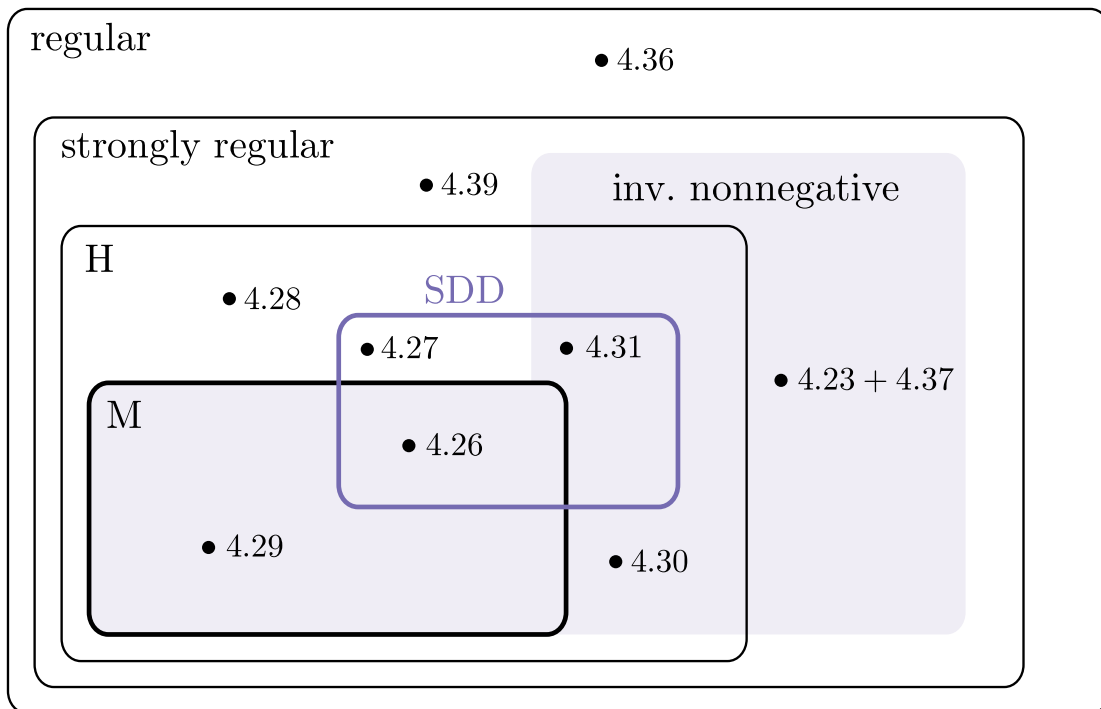 regular
4.36
strongly regular
4.39
inv. nonnegative
H
4.28
SDD
4.27
4.31
4.23 + 4.37
M
4.26
4.29
4.30